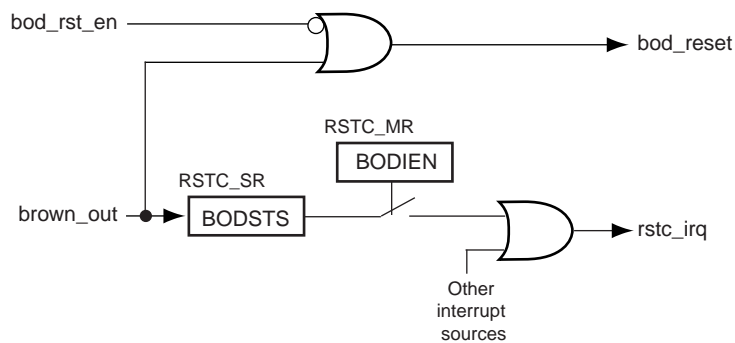 bod_rst_en
bod_reset
RSTC_MR
BODIEN
RSTC_SR
brown_out
BODSTS
rstc_irq
Other
interrupt
sources